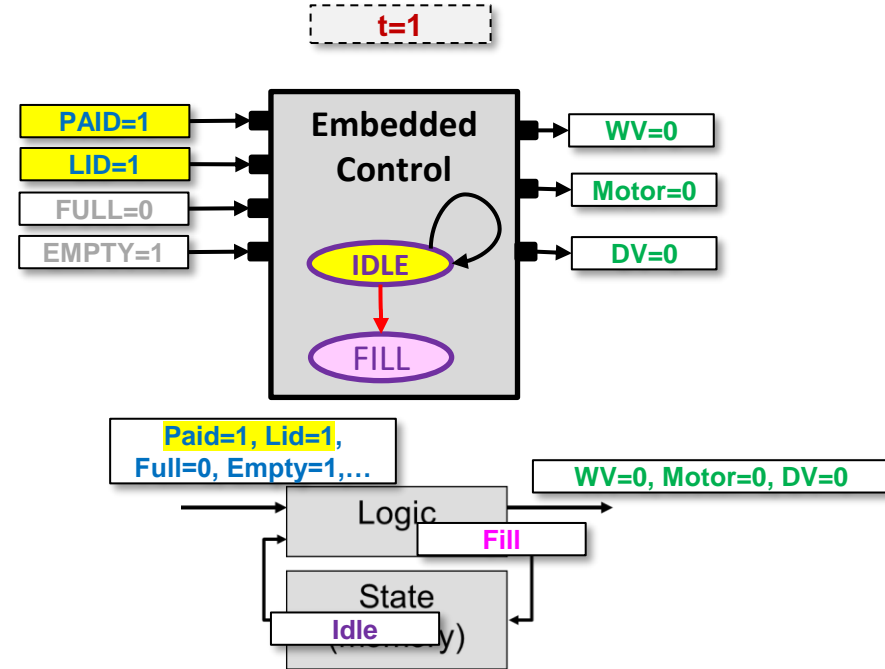 t=1
PAID=1
LID=1
FULL=0
EMPTY=1
Embedded
Control
IDLE
FILL
WV=0
Motor=0
DV=0
Paid=1, Lid=1,
Full=0, Empty=1,…
WV=0, Motor=0, DV=0
Logic
Fill
State
Idle